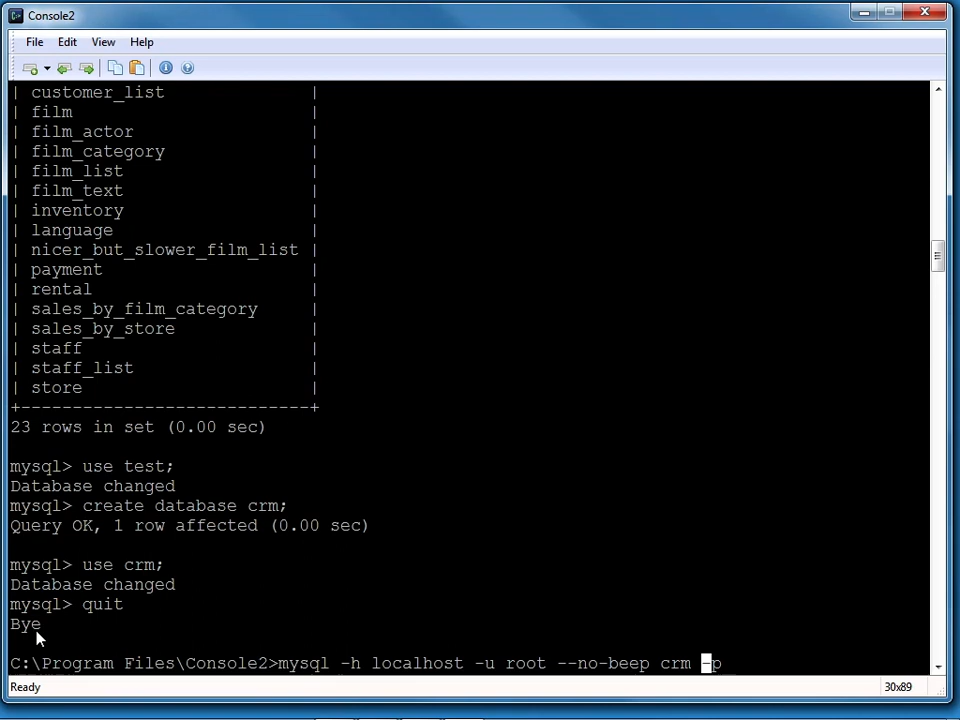 Console2
File Edit View Help
| customer_list |
| film |
| film_actor |
| film_category |
| film_list |
| film_text |
| inventory |
| language |
| nicer_but_slower_film_list |
| payment |
| rental |
| sales_by_film_category |
| sales_by_store |
| staff |
| staff_list |
| store |
+----------------------------+
23 rows in set (0.00 sec)
mysql> use test;
Database changed
mysql> create database crm;
Query OK, 1 row affected (0.00 sec)
mysql> use crm;
Database changed
mysql> quit
Bye
C:\Program Files\Console2>mysql -h localhost -u root --no-beep crm -p
Ready 30x89